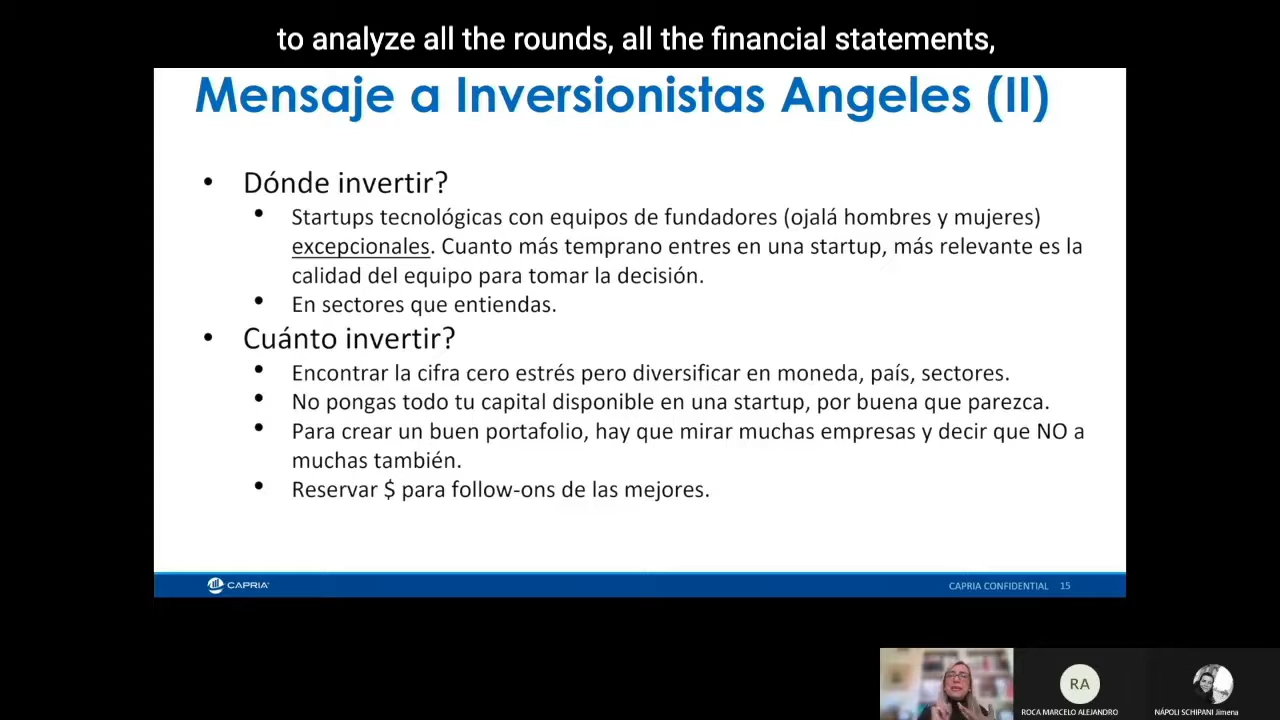 to analyze all the rounds, all the financial statements,
Mensaje a Inversionistas Angeles (II)
• Dónde invertir?
• Startups tecnológicas con equipos de fundadores (ojalá hombres y mujeres)
excepcionales. Cuanto más temprano entres en una startup, más relevante es la
calidad del equipo para tomar la decisión.
• En sectores que entiendas.
• Cuánto invertir?
• Encontrar la cifra cero estrés pero diversificar en moneda, país, sectores.
• No pongas todo tu capital disponible en una startup, por buena que parezca.
• Para crear un buen portafolio, hay que mirar muchas empresas y decir que NO a
muchas también.
• Reservar $ para follow-ons de las mejores.
CAPRIA
CAPRIA CONFIDENTIAL 15
RA
ROCA MARCELO ALEJANDRO
NÁPOLI SCHIPANI Jimena